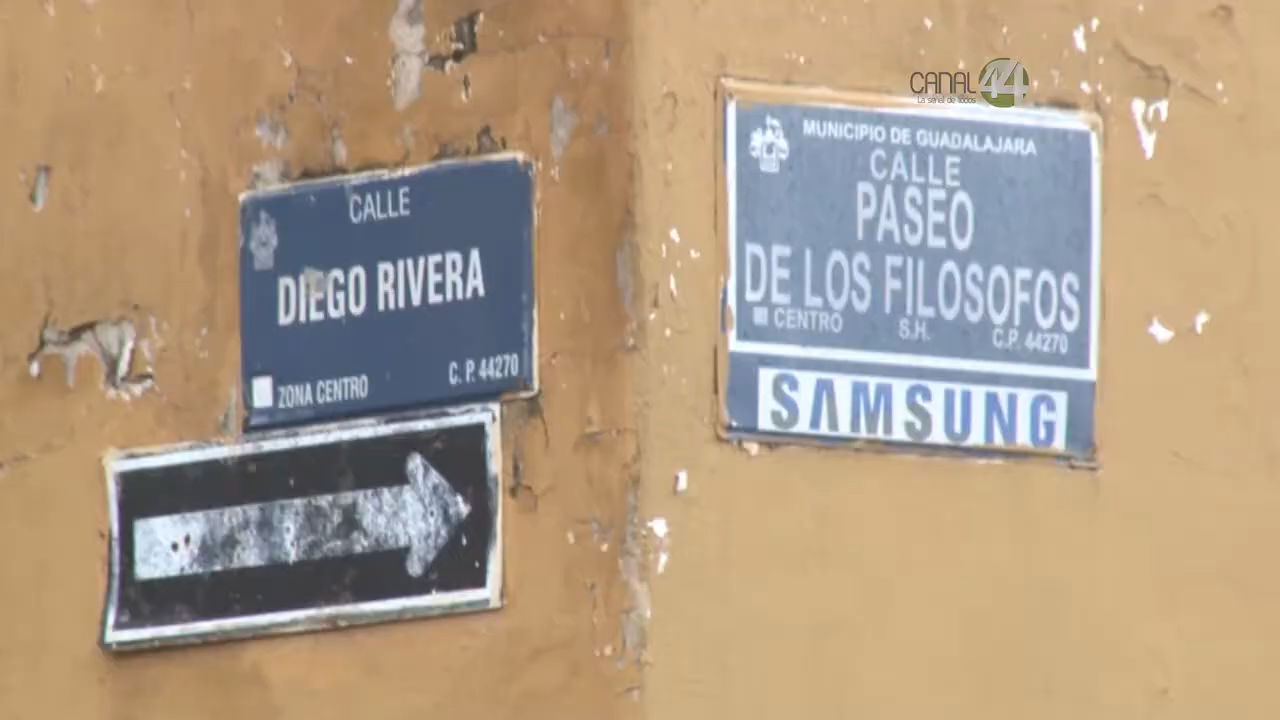 CANAL 44
La señal de todos
CALLE
DIEGO RIVERA
ZONA CENTRO C. P. 44270
MUNICIPIO DE GUADALAJARA
CALLE
PASEO
DE LOS FILOSOFOS
CENTRO S.H. C.P. 44270
SAMSUNG